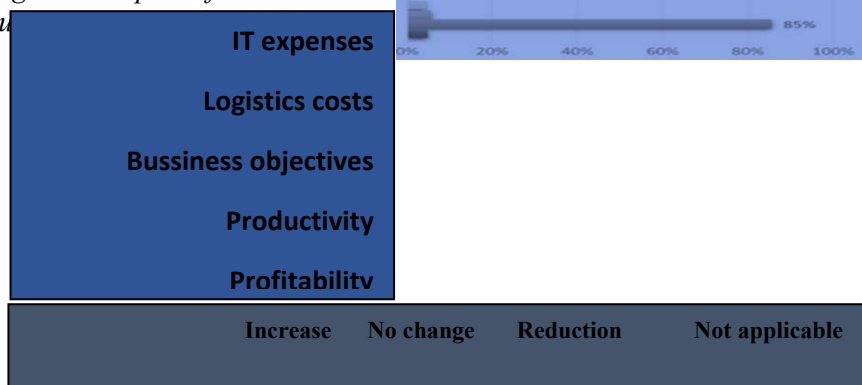 IT expenses
85%
0% 20% 40% 60% 80% 100%
Logistics costs
Bussiness objectives
Productivity
Profitability
Increase No change Reduction Not applicable